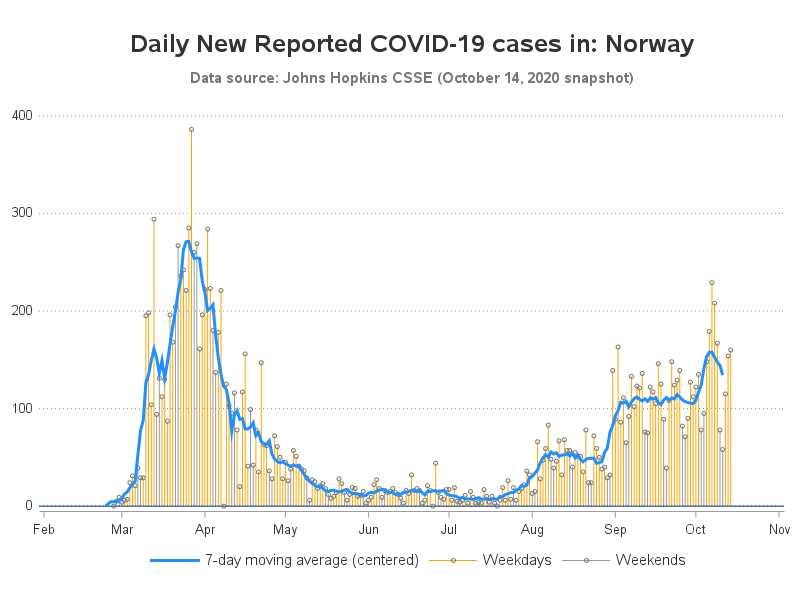 Daily New Reported COVID-19 cases in: Norway
Data source: Johns Hopkins CSSE (October 14, 2020 snapshot)
400
300
200
100
0
Feb Mar Apr May Jun Jul Aug Sep Oct Nov
7-day moving average (centered) Weekdays Weekends